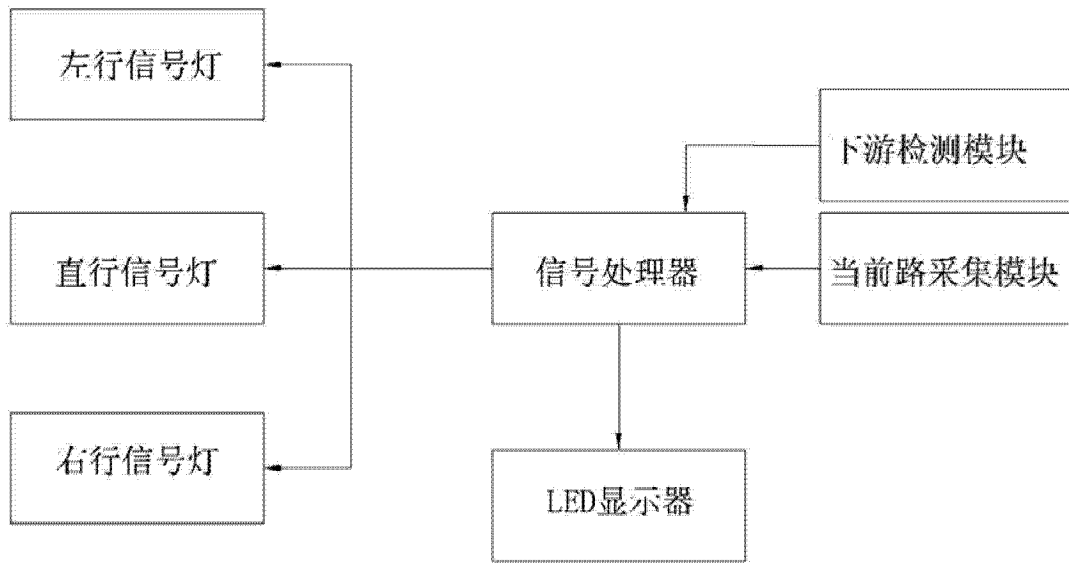 左行信号灯
下游检测模块
直行信号灯
信号处理器
当前路采集模块
右行信号灯
LED显示器